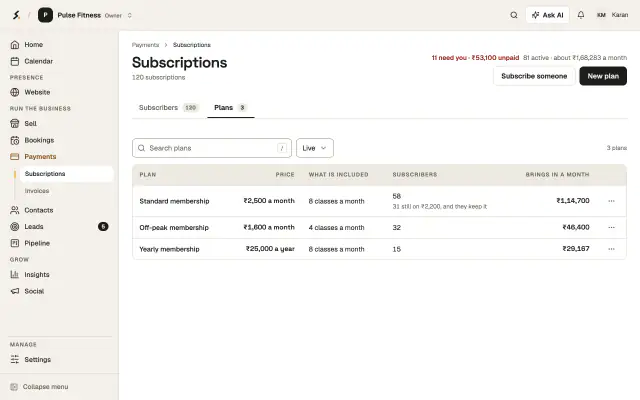 / P Pulse Fitness Owner
Ask AI
KM Karan
Home
Calendar
PRESENCE
Website
RUN THE BUSINESS
Sell
Bookings
Payments
Subscriptions
Invoices
Contacts
Leads 5
Pipeline
GROW
Insights
Social
MANAGE
Settings
Collapse menu
Payments > Subscriptions
Subscriptions
120 subscriptions
11 need you · ₹53,100 unpaid 81 active · about ₹1,68,283 a month
Subscribe someone
New plan
Subscribers 120
Plans 3
Search plans /
Live
3 plans
PLAN PRICE WHAT IS INCLUDED SUBSCRIBERS BRINGS IN A MONTH
Standard membership ₹2,500 a month 8 classes a month 58 ₹1,14,700 ...
31 still on ₹2,200, and they keep it
Off-peak membership ₹1,600 a month 4 classes a month 32 ₹46,400 ...
Yearly membership ₹25,000 a year 8 classes a month 15 ₹29,167 ...